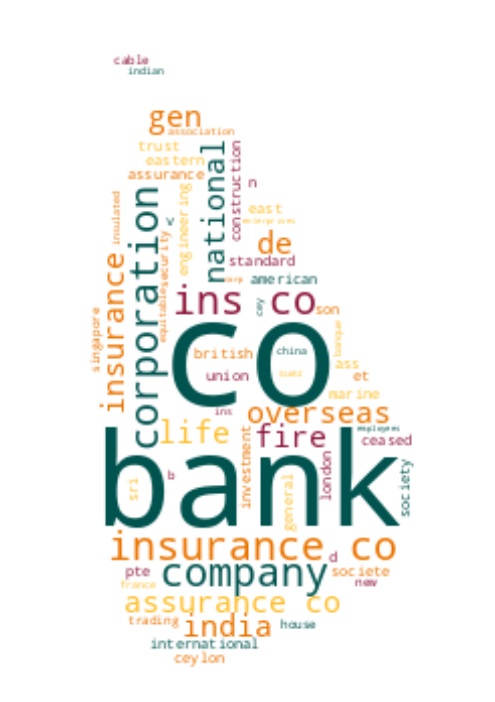 cable
indian
gen
association
trust
eastern
assurance
national
construction
n
engineering
insulated
corporation
v
east
enterprises
de
security
standard
equitable
corp
american
insurance
ins co
cey
son
singapore
co
british
china
banque
union
suez
ass
et
marine
ins
overseas
life
fire
employees
ceased
bank
investment
london
society
b
sri
general
insurance co
d
pte
company
societe
france
new
assurance co
trading
india
house
international
ceylon